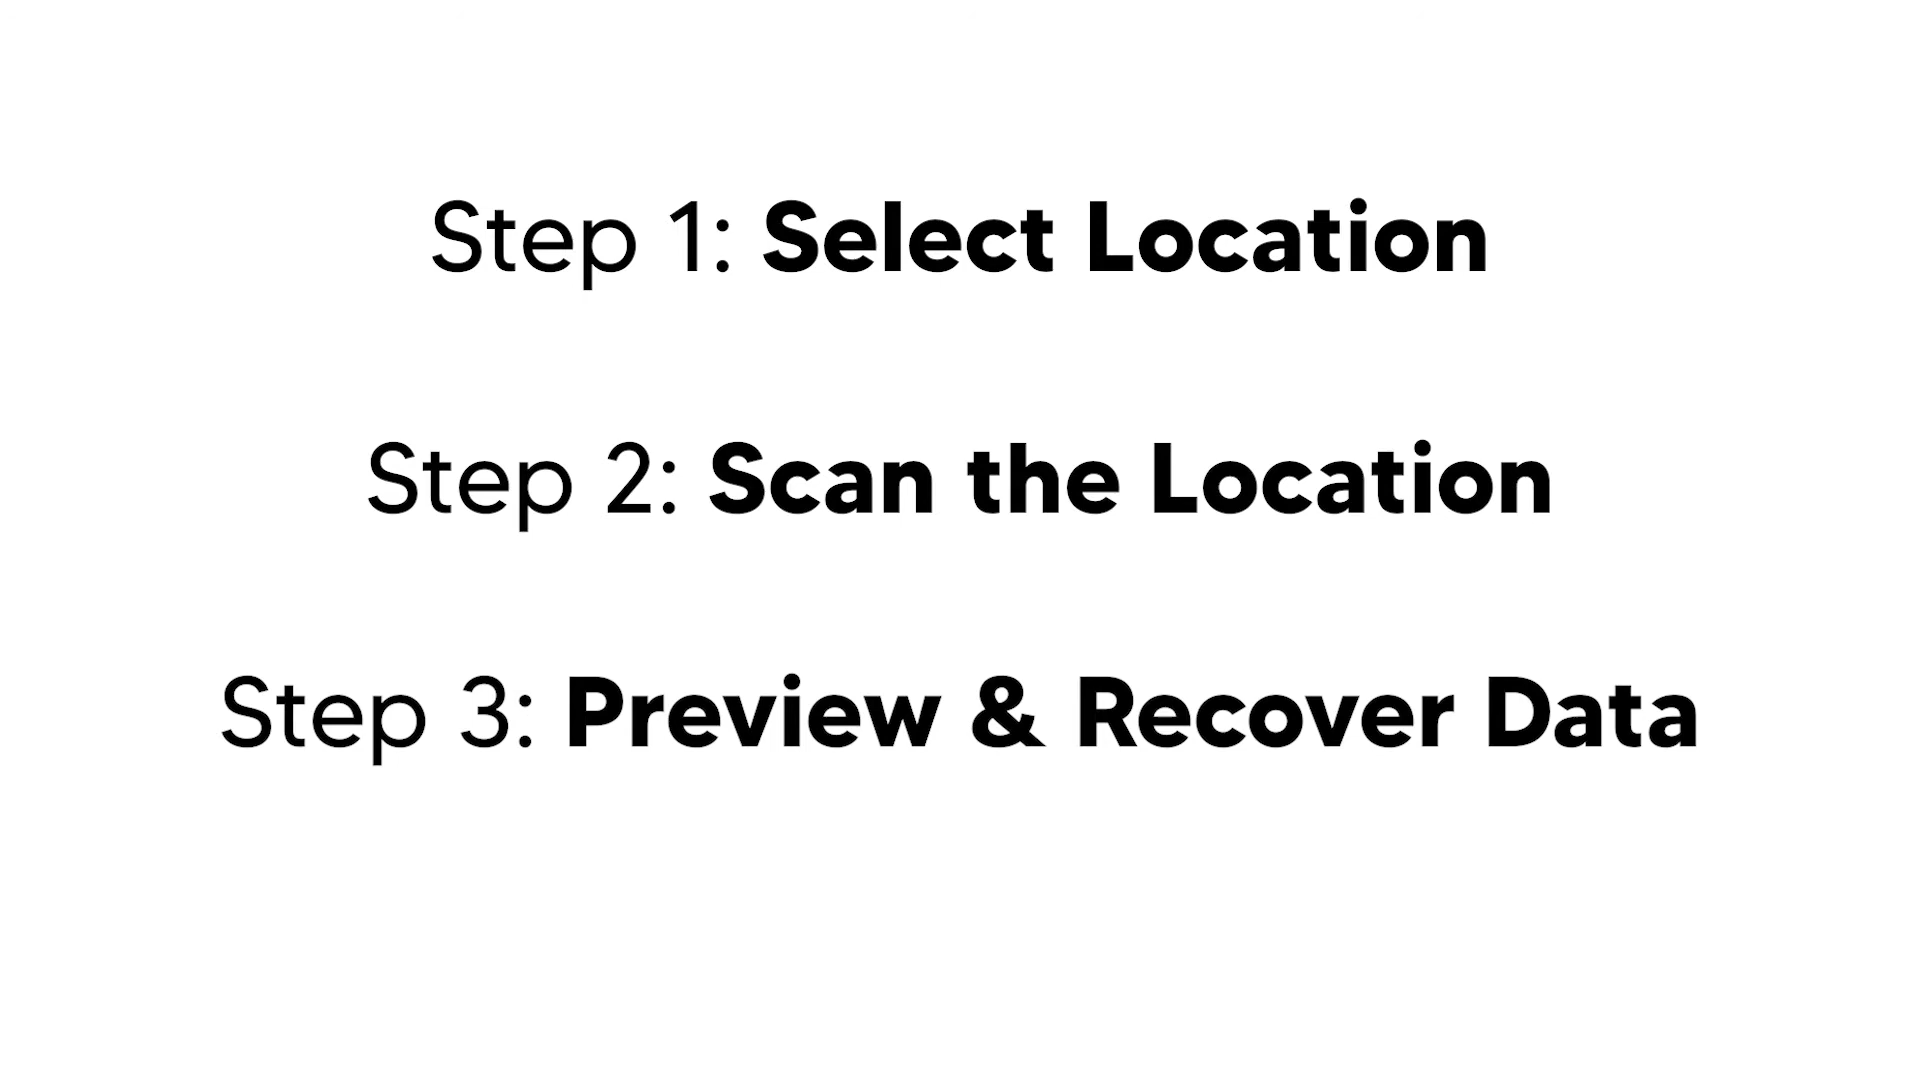 Step 1: Select Location
Step 2: Scan the Location
Step 3: Preview & Recover Data